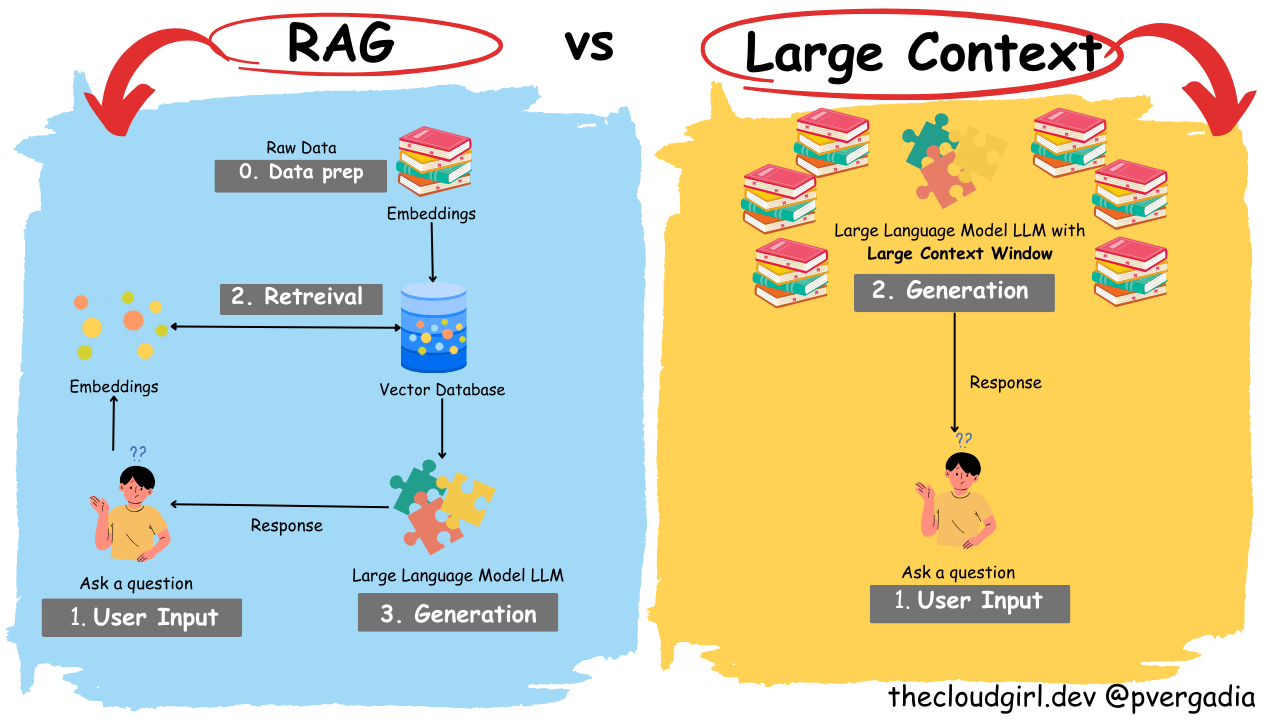 RAG
vs
Large Context
Raw Data
0. Data prep
Embeddings
2. Retreival
Embeddings
Vector Database
??
Response
Ask a question
1. User Input
Large Language Model LLM
3. Generation
Large Language Model LLM with
Large Context Window
2. Generation
Response
??
Ask a question
1. User Input
thecloudgirl.dev @pvergadia